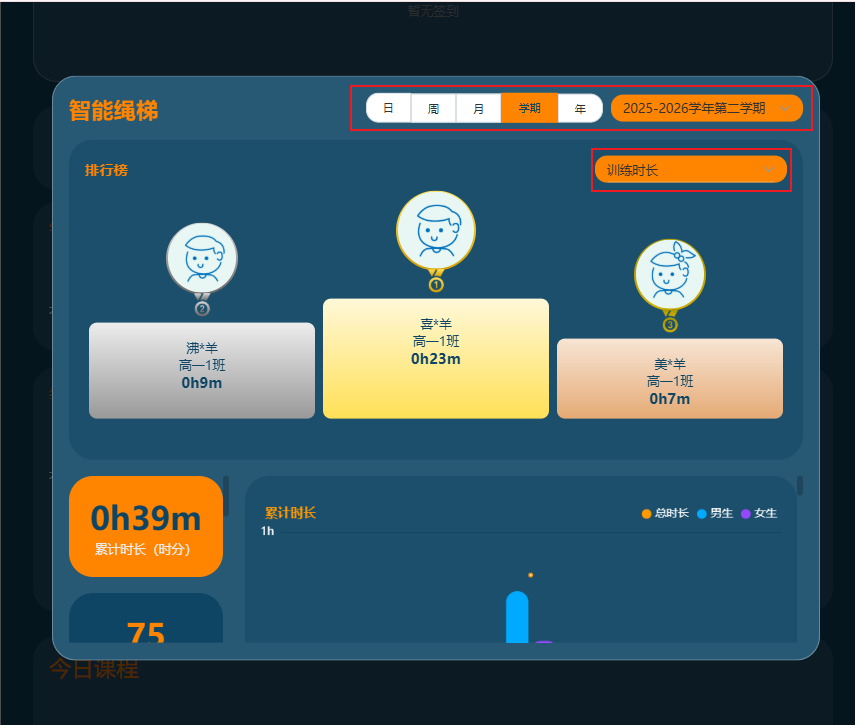 暂无签到
智能绳梯
日 周 月 学期 年 2025-2026学年第二学期
排行榜
训练时长
2
1
3
沸*羊
高一1班
0h9m
喜*羊
高一1班
0h23m
美*羊
高一1班
0h7m
0h39m
累计时长（时分）
75
累计时长
总时长 男生 女生
1h
今日课程